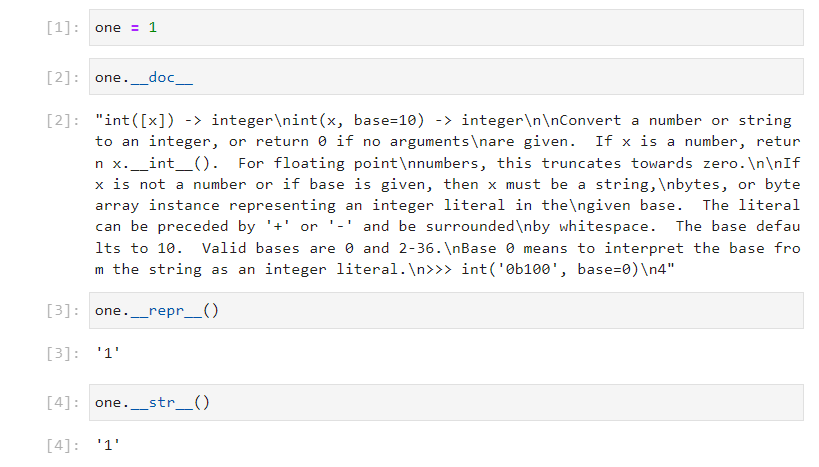 [1]: one = 1
[2]: one.__doc__
[2]: "int([x]) -> integer\nint(x, base=10) -> integer\n\nConvert a number or string
to an integer, or return 0 if no arguments\nare given.  If x is a number, retur
n x.__int__().  For floating point\nnumbers, this truncates towards zero.\n\nIf
x is not a number or if base is given, then x must be a string,\nbytes, or byte
array instance representing an integer literal in the\ngiven base.  The literal
can be preceded by '+' or '-' and be surrounded\nby whitespace.  The base defau
lts to 10.  Valid bases are 0 and 2-36.\nBase 0 means to interpret the base fro
m the string as an integer literal.\n>>> int('0b100', base=0)\n4"
[3]: one.__repr__()
[3]: '1'
[4]: one.__str__()
[4]: '1'